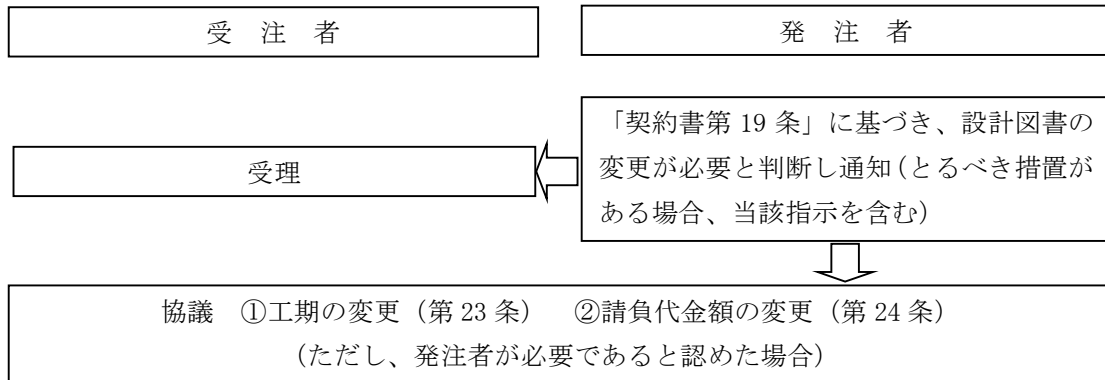 受　注　者
発　注　者
「契約書第 19 条」に基づき、設計図書の
変更が必要と判断し通知(とるべき措置が
ある場合、当該指示を含む)
受理
協議　①工期の変更（第 23 条）　②請負代金額の変更（第 24 条）
(ただし、発注者が必要であると認めた場合)